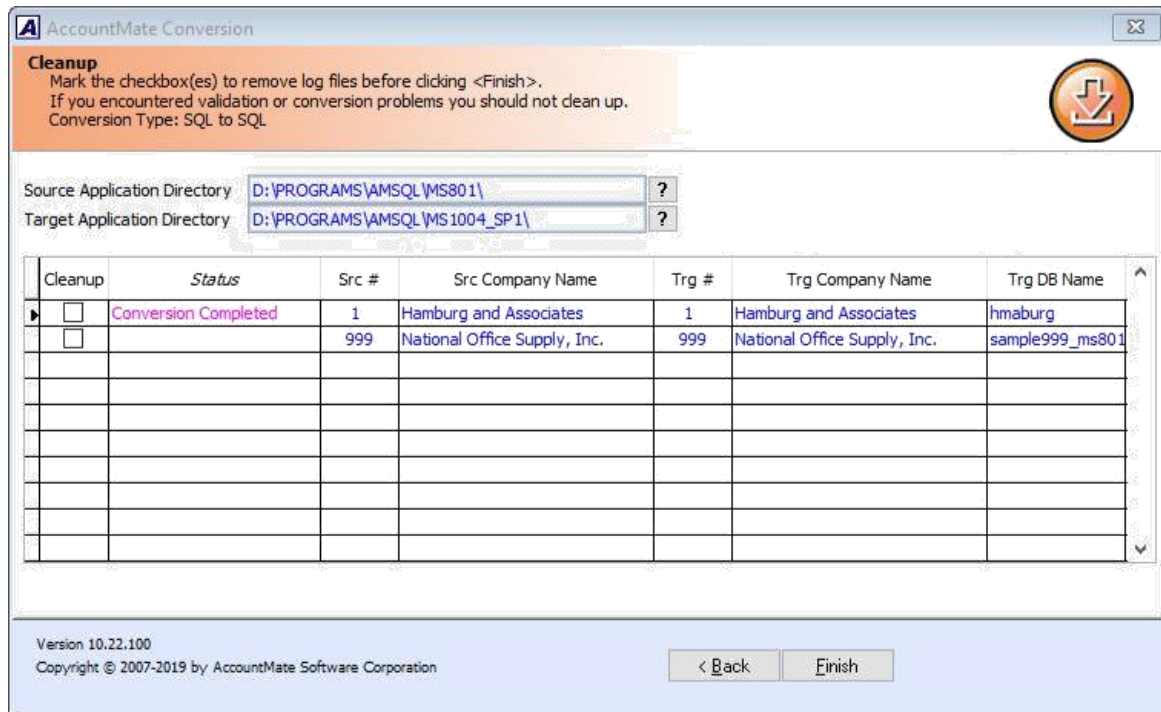 AccountMate Conversion
Cleanup
Mark the checkbox(es) to remove log files before clicking <Finish>.
If you encountered validation or conversion problems you should not clean up.
Conversion Type: SQL to SQL
Source Application Directory D:\PROGRAMS\AMSQL\MS801\ ?
Target Application Directory D:\PROGRAMS\AMSQL\MS1004_SP1\ ?
Cleanup Status Src # Src Company Name Trg # Trg Company Name Trg DB Name
Conversion Completed 1 Hamburg and Associates 1 Hamburg and Associates hmaburg
999 National Office Supply, Inc. 999 National Office Supply, Inc. sample999_ms801
Version 10.22.100
Copyright © 2007-2019 by AccountMate Software Corporation
< Back Finish